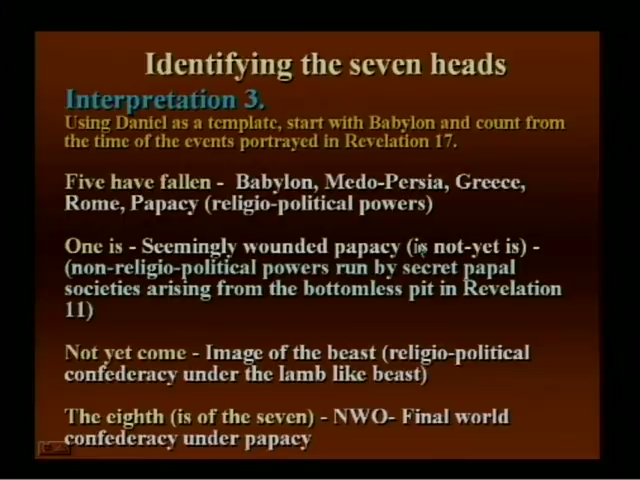 Identifying the seven heads
Interpretation 3.
Using Daniel as a template, start with Babylon and count from
the time of the events portrayed in Revelation 17.
Five have fallen - Babylon, Medo-Persia, Greece,
Rome, Papacy (religio-political powers)
One is - Seemingly wounded papacy (is not-yet is) -
(non-religio-political powers run by secret papal
societies arising from the bottomless pit in Revelation
11)
Not yet come - Image of the beast (religio-political
confederacy under the lamb like beast)
The eighth (is of the seven) - NWO- Final world
confederacy under papacy